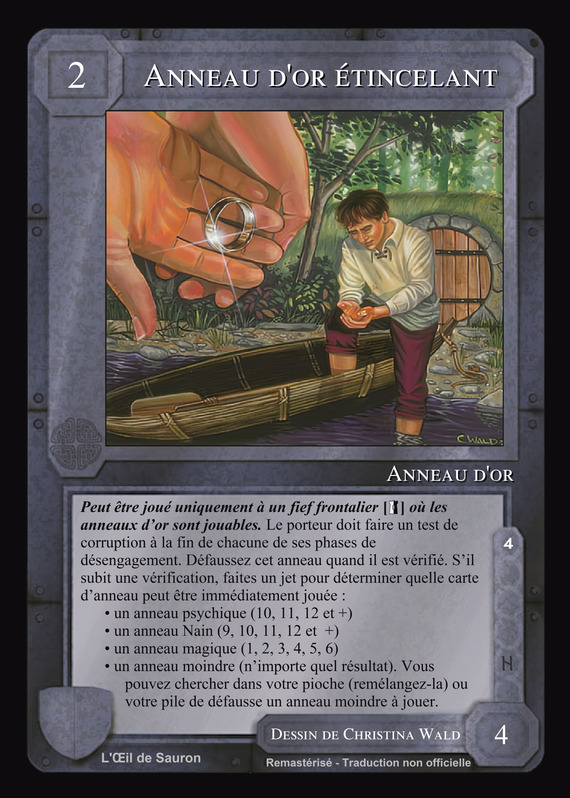 2
ANNEAU D'OR ÉTINCELANT
C WALD
ANNEAU D'OR
Peut être joué uniquement à un fief frontalier [ ] où les
anneaux d'or sont jouables. Le porteur doit faire un test de
corruption à la fin de chacune de ses phases de
désengagement. Défaussez cet anneau quand il est vérifié. S'il
subit une vérification, faites un jet pour déterminer quelle carte
d'anneau peut être immédiatement jouée :
• un anneau psychique (10, 11, 12 et +)
• un anneau Nain (9, 10, 11, 12 et +)
• un anneau magique (1, 2, 3, 4, 5, 6)
• un anneau moindre (n'importe quel résultat). Vous
pouvez chercher dans votre pioche (remélangez-la) ou
votre pile de défausse un anneau moindre à jouer.
4
DESSIN DE CHRISTINA WALD
4
L'Œil de Sauron
Remastérisé - Traduction non officielle